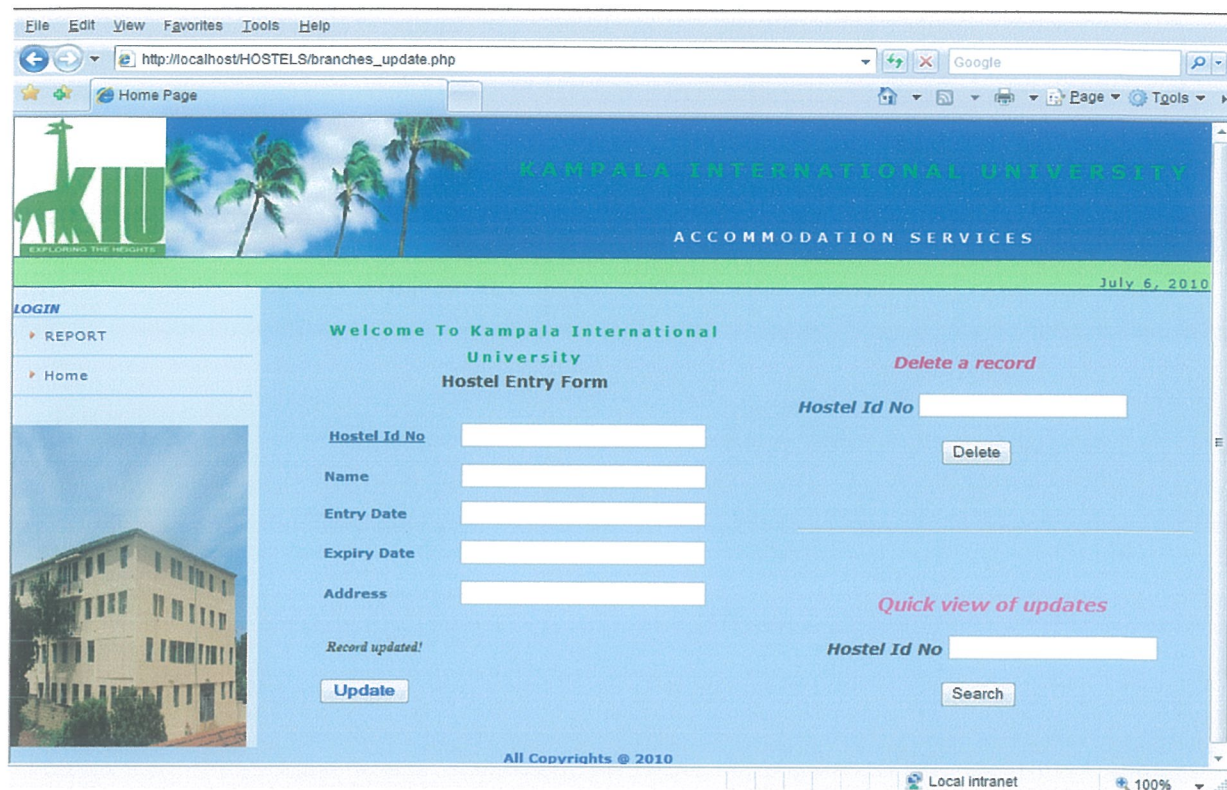 File Edit View Favorites Tools Help
http://localhost/HOSTELS/branches_update.php
Google
Home Page
Page Tools
KIU
EXPLORING THE HEIGHTS
KAMPALA INTERNATIONAL UNIVERSITY
ACCOMMODATION SERVICES
July 6, 2010
LOGIN
REPORT
Home
Welcome To Kampala International
University
Hostel Entry Form
Hostel Id No
Name
Entry Date
Expiry Date
Address
Record updated!
Update
Delete a record
Hostel Id No
Delete
Quick view of updates
Hostel Id No
Search
All Copyrights @ 2010
Local intranet
100%